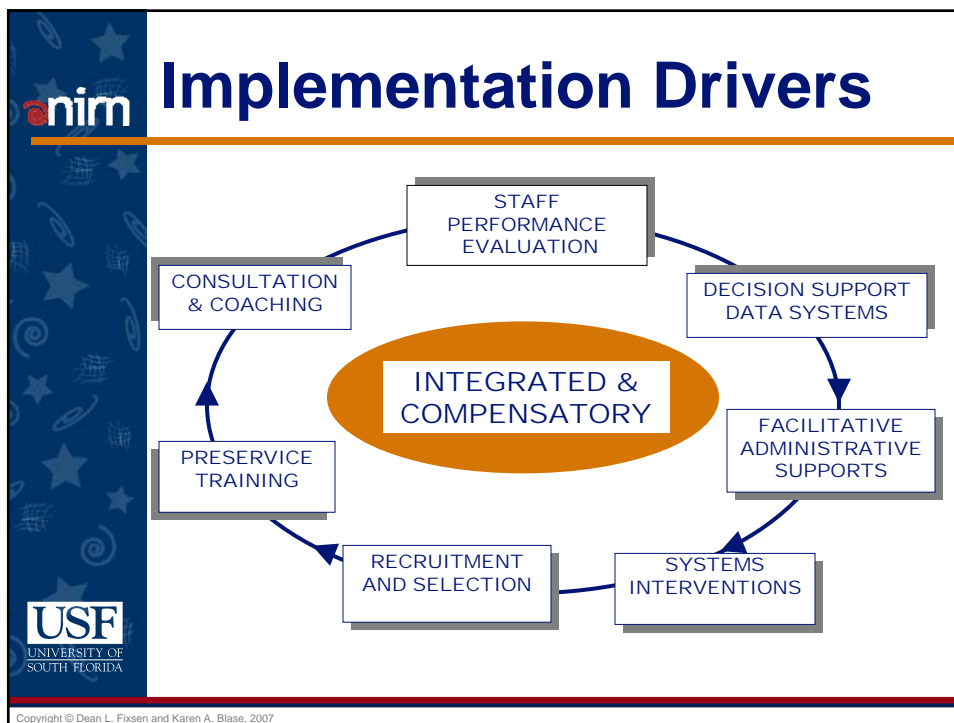 nirn
Implementation Drivers
STAFF
PERFORMANCE
EVALUATION
CONSULTATION
& COACHING
DECISION SUPPORT
DATA SYSTEMS
INTEGRATED &
COMPENSATORY
FACILITATIVE
ADMINISTRATIVE
SUPPORTS
PRESERVICE
TRAINING
RECRUITMENT
AND SELECTION
SYSTEMS
INTERVENTIONS
USF
UNIVERSITY OF
SOUTH FLORIDA
Copyright © Dean L. Fixsen and Karen A. Blase, 2007